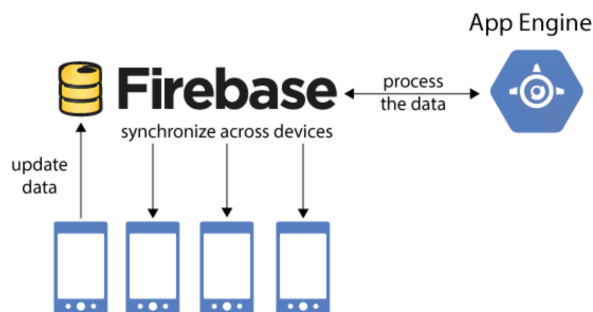 App Engine
Firebase
process
the data
synchronize across devices
update
data